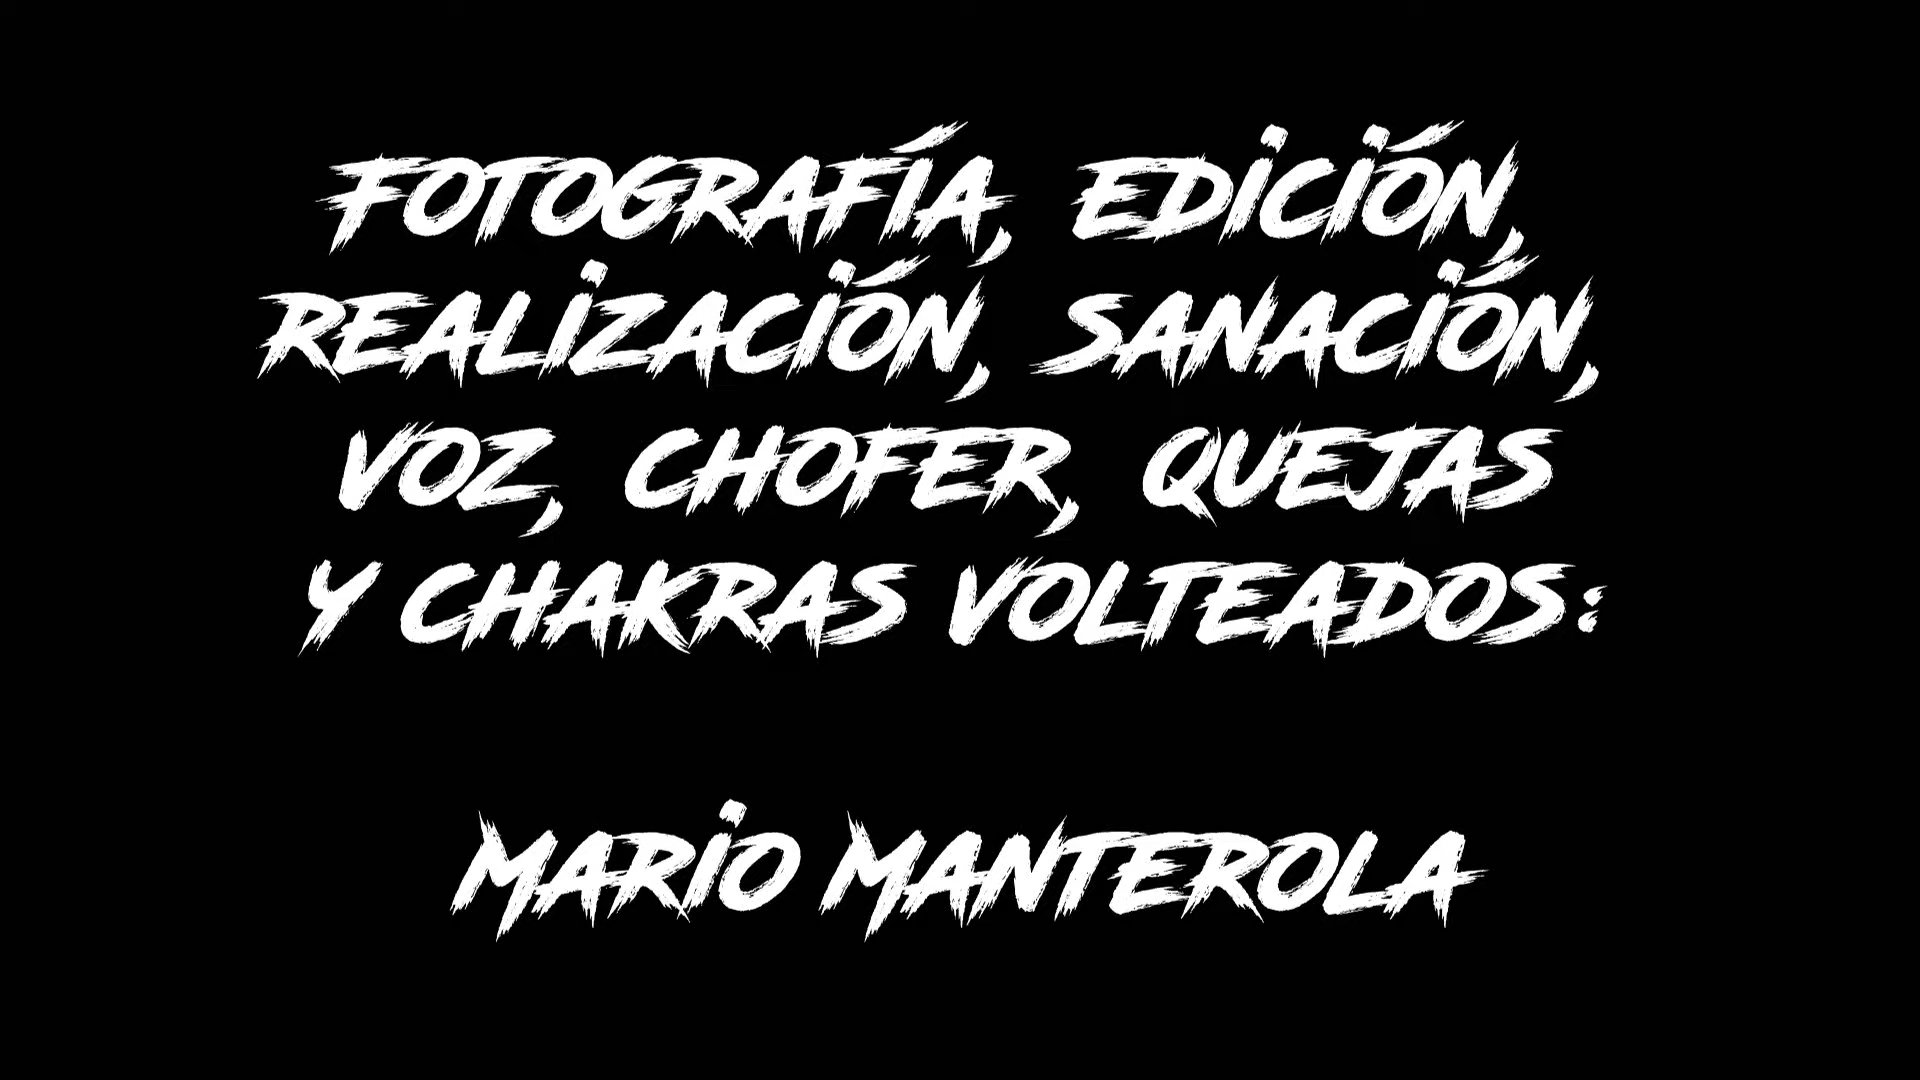 FOTOGRAFÍA, EDICIÓN,
REALIZACIÓN, SANACIÓN,
VOZ, CHOFER, QUEJAS
Y CHAKRAS VOLTEADOS:
MARIO MANTEROLA